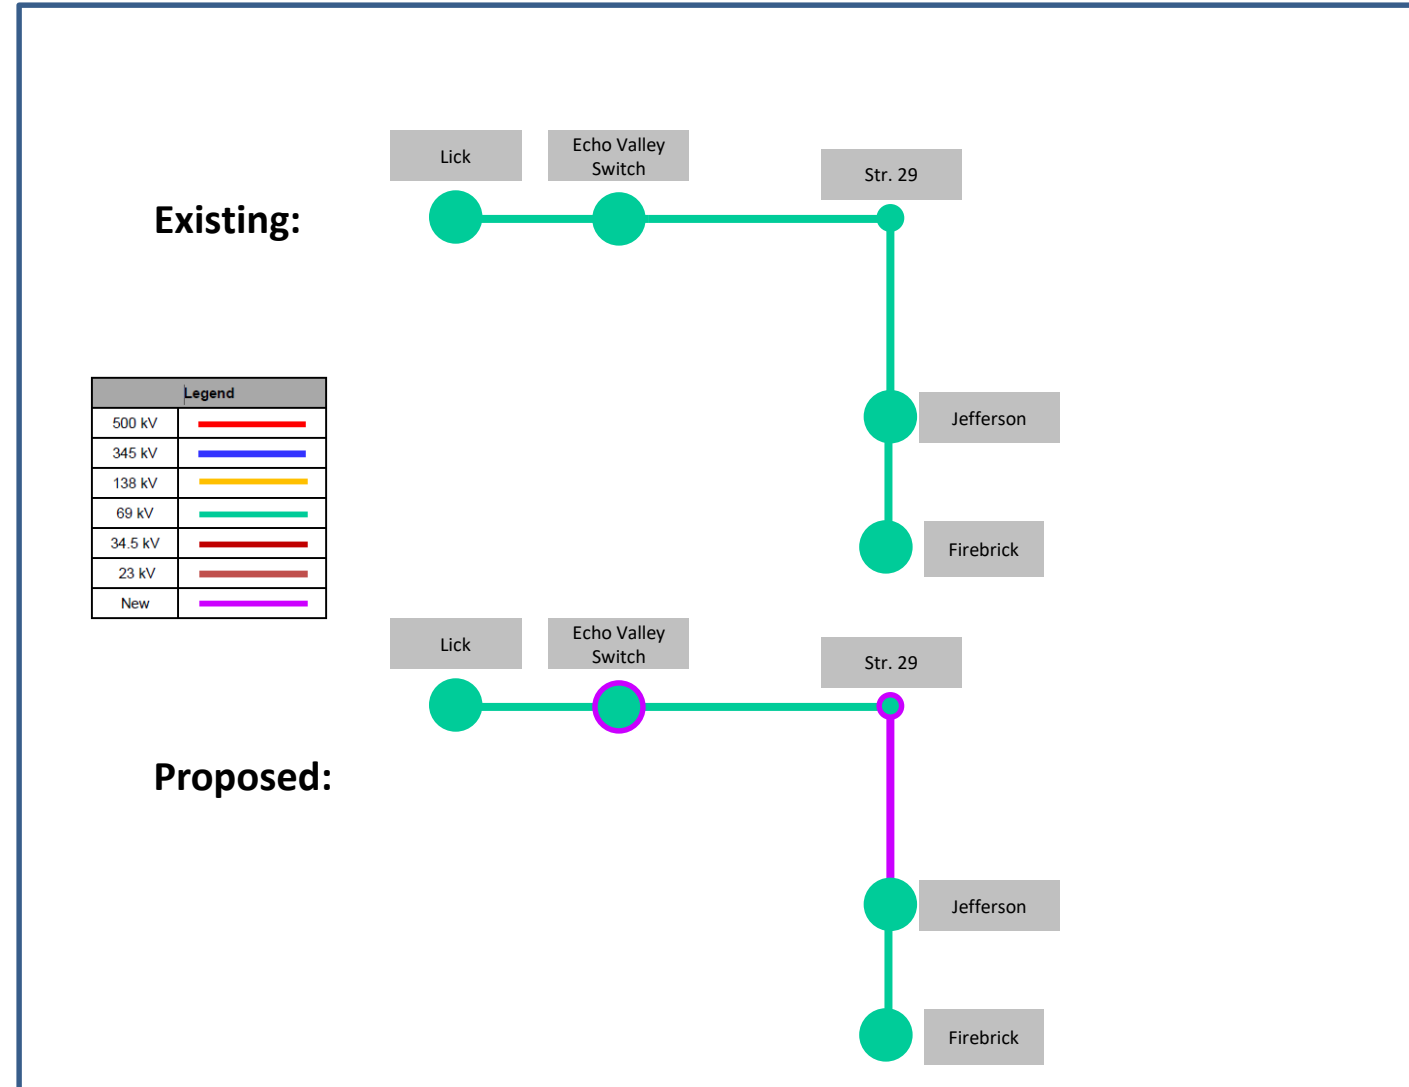 Lick
Echo Valley
Switch
Str. 29
Existing:
Jefferson
Firebrick
Legend
500 kV
345 kV
138 kV
69 kV
34.5 kV
23 kV
New
Lick
Echo Valley
Switch
Str. 29
Proposed:
Jefferson
Firebrick